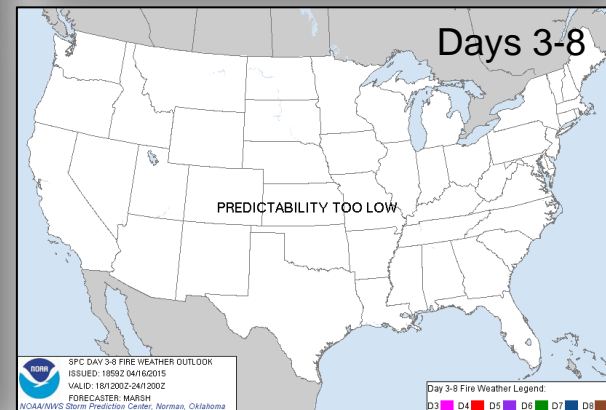 Days 3-8
PREDICTABILITY TOO LOW
NOAA
SPC DAY 3-8 FIRE WEATHER OUTLOOK
ISSUED: 1859Z 04/16/2015
VALID: 18/1200Z-24/1200Z
FORECASTER: MARSH
NOAA/NWS Storm Prediction Center, Norman, Oklahoma
Day 3-8 Fire Weather Legend:
D3 D4 D5 D6 D7 D8